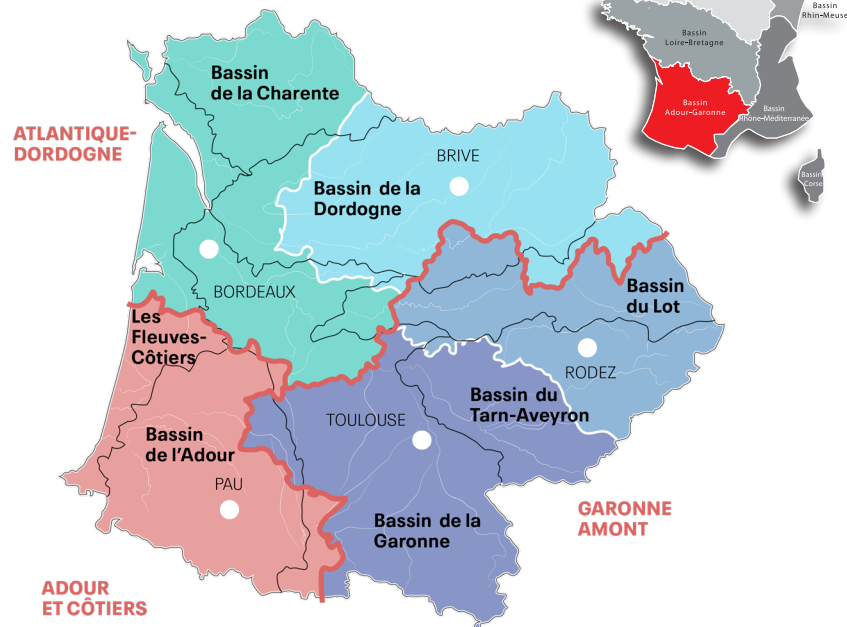 Bassin
Rhin-Meuse
Bassin
Loire-Bretagne
Bassin
Adour-Garonne
Bassin
Rhône-Méditerranée
Bassin
Corse
ATLANTIQUE-
DORDOGNE
Bassin
de la Charente
BRIVE
Bassin de la
Dordogne
BORDEAUX
Bassin
du Lot
Les
Fleuves-
Côtiers
RODEZ
Bassin du
Tarn-Aveyron
TOULOUSE
Bassin
de l'Adour
PAU
Bassin de la
Garonne
GARONNE
AMONT
ADOUR
ET CÔTIERS